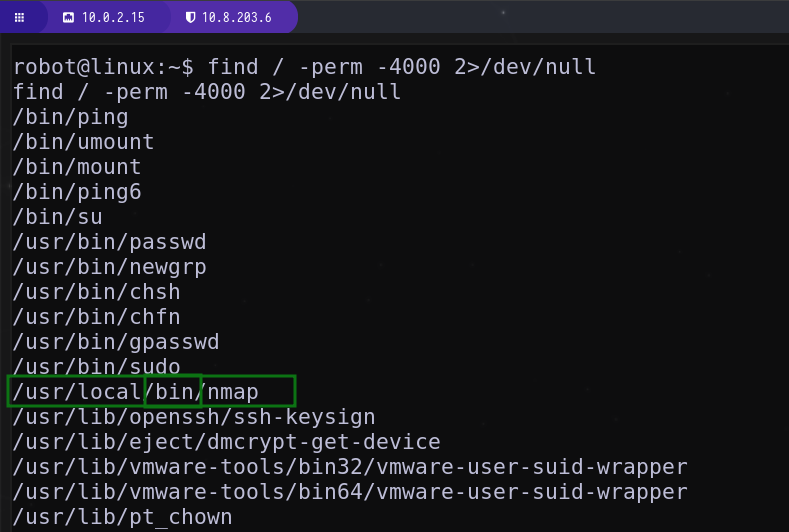 10.0.2.15 10.8.203.6
robot@linux:~$ find / -perm -4000 2>/dev/null
find / -perm -4000 2>/dev/null
/bin/ping
/bin/umount
/bin/mount
/bin/ping6
/bin/su
/usr/bin/passwd
/usr/bin/newgrp
/usr/bin/chsh
/usr/bin/chfn
/usr/bin/gpasswd
/usr/bin/sudo
/usr/local/bin/nmap
/usr/lib/openssh/ssh-keysign
/usr/lib/eject/dmcrypt-get-device
/usr/lib/vmware-tools/bin32/vmware-user-suid-wrapper
/usr/lib/vmware-tools/bin64/vmware-user-suid-wrapper
/usr/lib/pt_chown